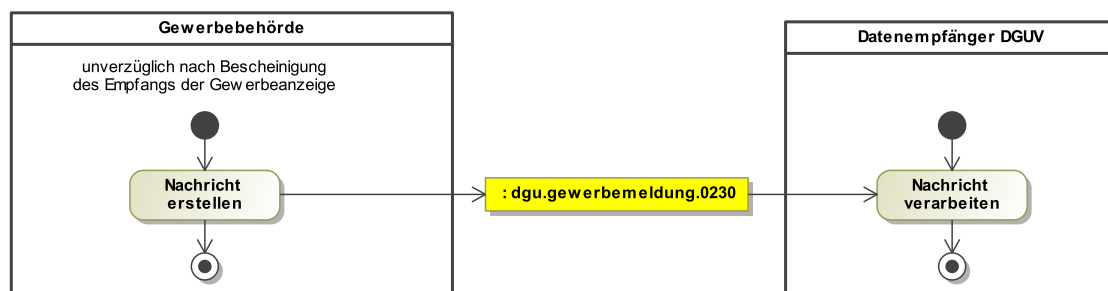 Gewerbebehörde
Datenempfänger DGUV
unverzüglich nach Bescheinigung
des Empfangs der Gewerbeanzeige
Nachricht
erstellen
: dgu.gewerbemeldung.0230
Nachricht
verarbeiten